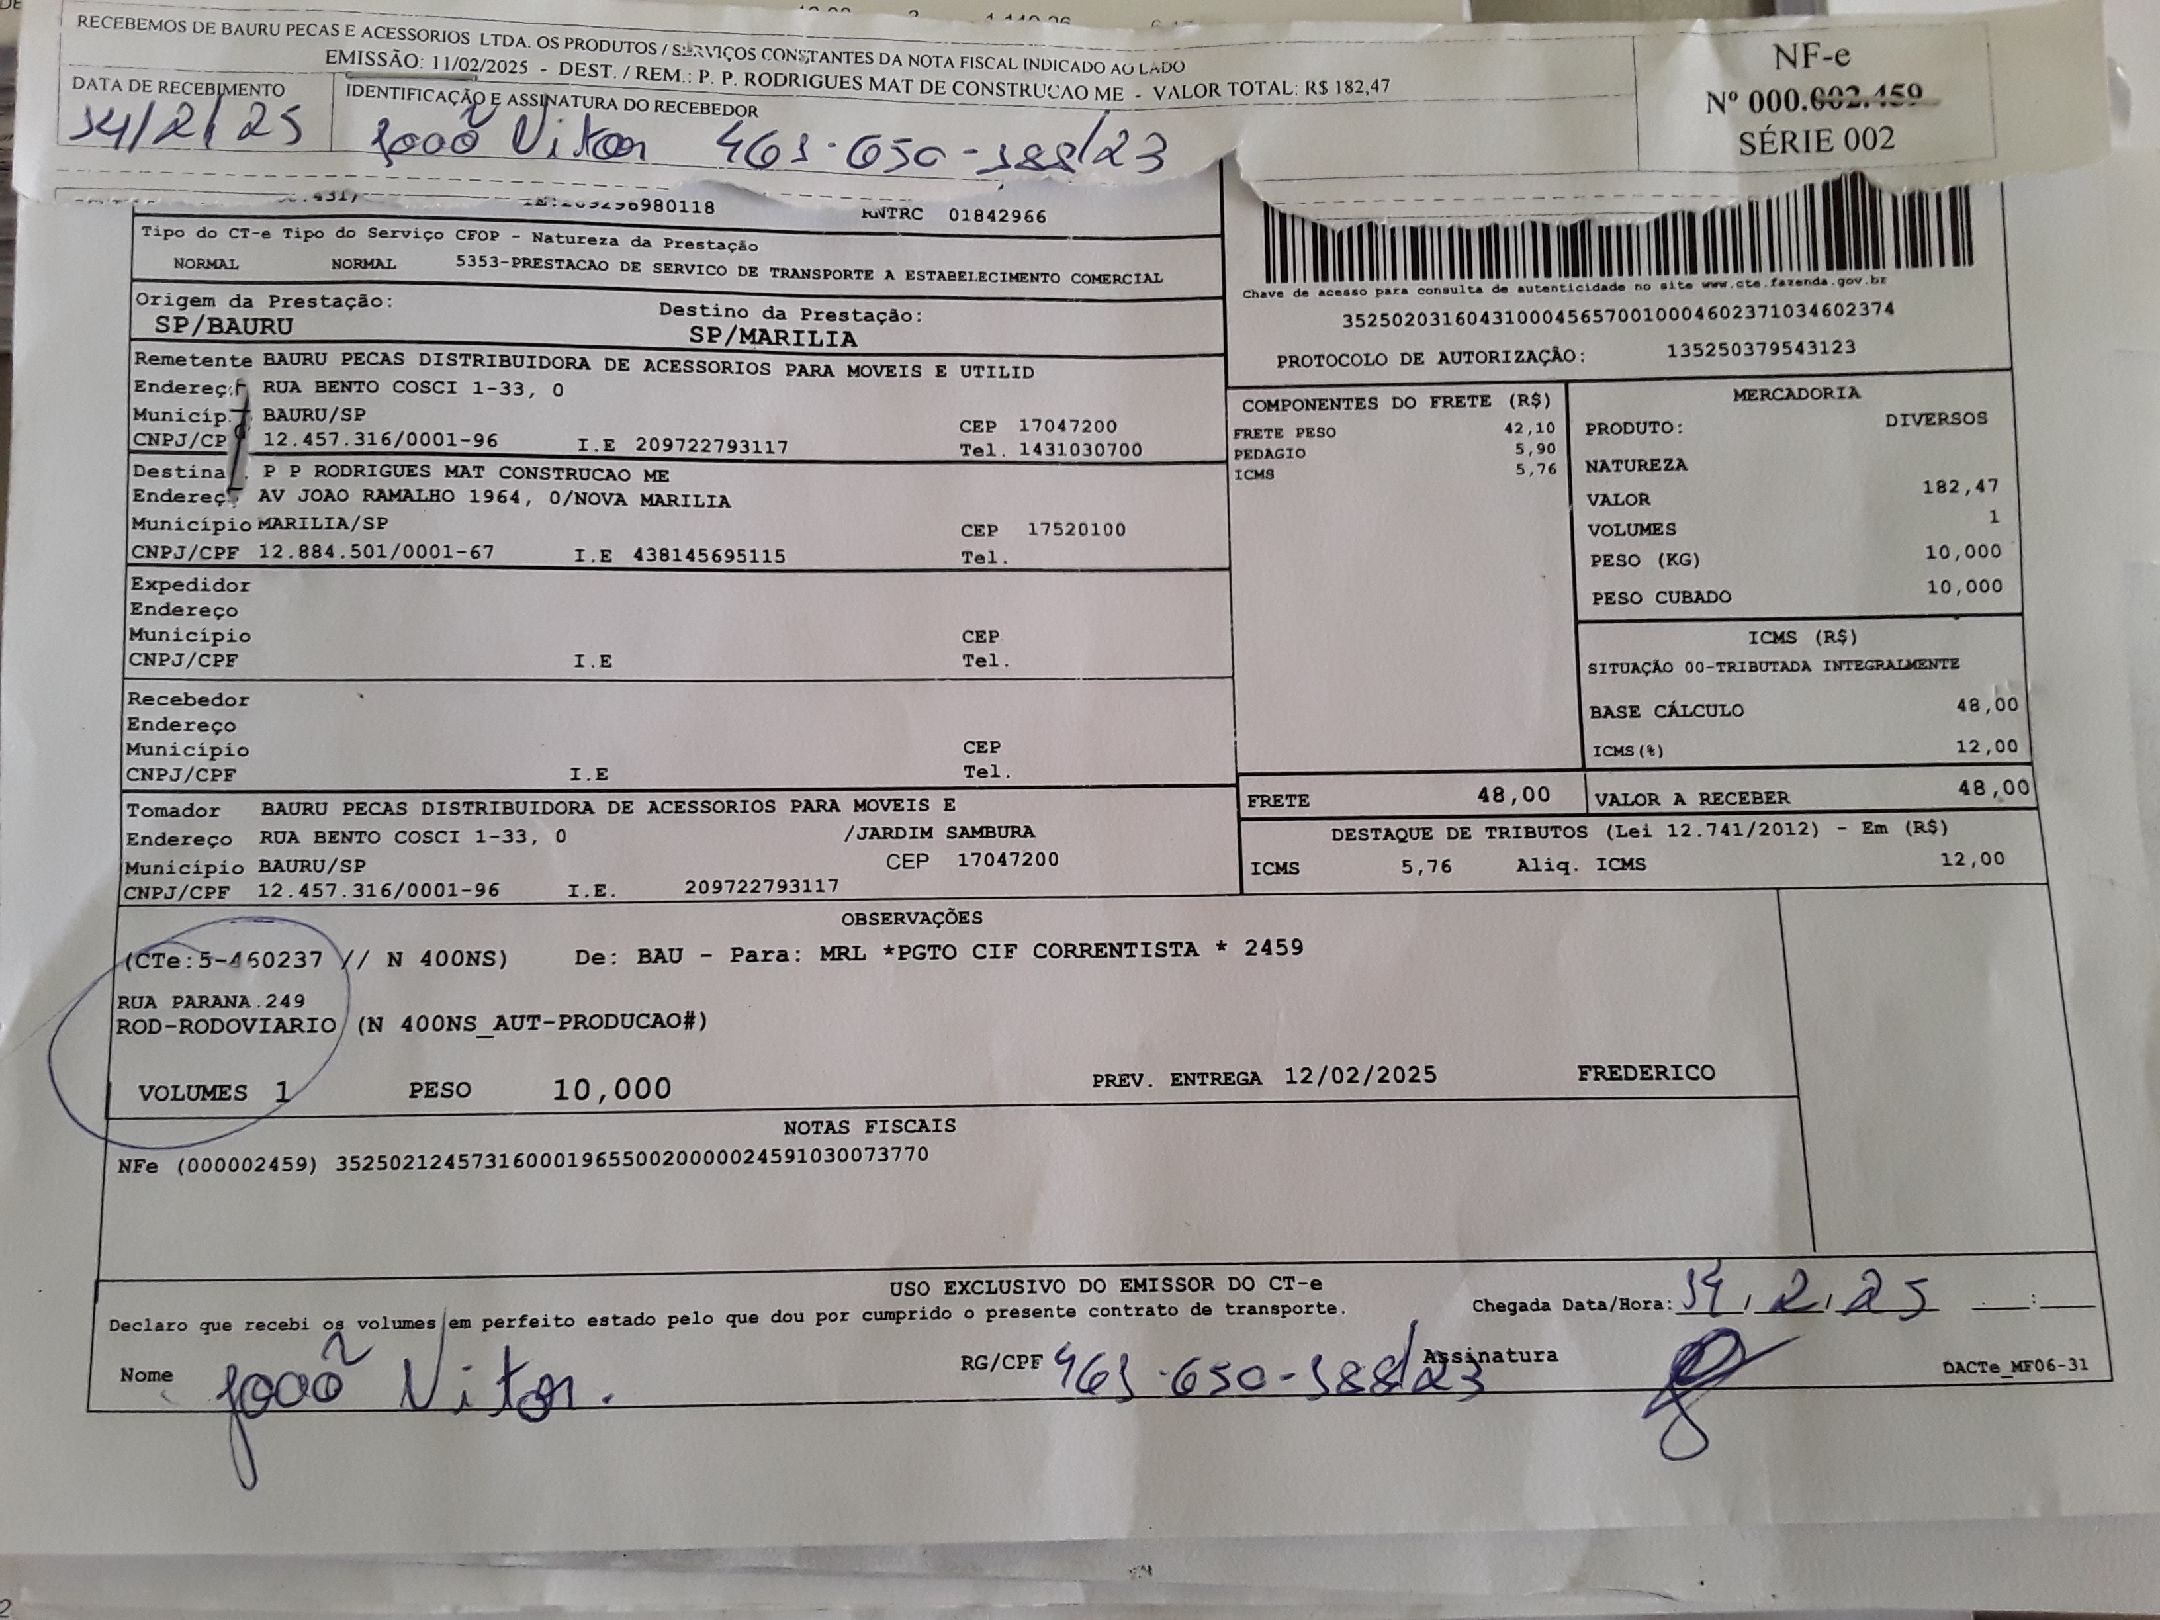 RECEBEMOS DE BAURU PECAS E ACESSORIOS LTDA. OS PRODUTOS / SERVIÇOS CONSTANTES DA NOTA FISCAL INDICADO AO LADO
EMISSÃO: 11/02/2025 - DEST. / REM.: P. P. RODRIGUES MAT DE CONSTRUCAO ME - VALOR TOTAL: R$ 182,47
NF-e
Nº 000.002.459
SÉRIE 002
DATA DE RECEBIMENTO
14/2/25
IDENTIFICAÇÃO E ASSINATURA DO RECEBEDOR
João Vitor 461.650-188/23
RNTRC 01842966
Tipo do CT-e Tipo do Serviço CFOP - Natureza da Prestação
NORMAL NORMAL 5353-PRESTACAO DE SERVICO DE TRANSPORTE A ESTABELECIMENTO COMERCIAL
Chave de acesso para consulta de autenticidade no site www.cte.fazenda.gov.br
35250203160431000456570010004602371034602374
PROTOCOLO DE AUTORIZAÇÃO: 135250379543123
Origem da Prestação: Destino da Prestação:
SP/BAURU SP/MARILIA
Remetente BAURU PECAS DISTRIBUIDORA DE ACESSORIOS PARA MOVEIS E UTILID
RUA BENTO COSCI 1-33, 0
BAURU/SP CEP 17047200
12.457.316/0001-96 I.E 209722793117 Tel. 1431030700
P P RODRIGUES MAT CONSTRUCAO ME
AV JOAO RAMALHO 1964, 0/NOVA MARILIA
Município MARILIA/SP CEP 17520100
CNPJ/CPF 12.884.501/0001-67 I.E 438145695115 Tel.
Expedidor
Endereço
Município CEP
CNPJ/CPF I.E Tel.
Recebedor
Endereço
Município CEP
CNPJ/CPF I.E Tel.
Tomador BAURU PECAS DISTRIBUIDORA DE ACESSORIOS PARA MOVEIS E
Endereço RUA BENTO COSCI 1-33, 0 /JARDIM SAMBURA
Município BAURU/SP CEP 17047200
CNPJ/CPF 12.457.316/0001-96 I.E. 209722793117
COMPONENTES DO FRETE (R$)
FRETE PESO 42,10
PEDAGIO 5,90
ICMS 5,76
MERCADORIA
PRODUTO: DIVERSOS
NATUREZA
VALOR 182,47
VOLUMES 1
PESO (KG) 10,000
PESO CUBADO 10,000
ICMS (R$)
SITUAÇÃO 00-TRIBUTADA INTEGRALMENTE
BASE CÁLCULO 48,00
ICMS(%) 12,00
FRETE 48,00 VALOR A RECEBER 48,00
DESTAQUE DE TRIBUTOS (Lei 12.741/2012) - Em (R$)
ICMS 5,76 Aliq. ICMS 12,00
OBSERVAÇÕES
(CTe:5-460237 // N 400NS) De: BAU - Para: MRL *PGTO CIF CORRENTISTA * 2459
RUA PARANA.249
ROD-RODOVIARIO (N 400NS_AUT-PRODUCAO#)
VOLUMES 1 PESO 10,000 PREV. ENTREGA 12/02/2025 FREDERICO
NOTAS FISCAIS
NFe (000002459) 35250212457316000196550020000024591030073770
USO EXCLUSIVO DO EMISSOR DO CT-e
Declaro que recebi os volumes em perfeito estado pelo que dou por cumprido o presente contrato de transporte.
Chegada Data/Hora: 14/2/25 __:__
Nome João Vitor. RG/CPF 461.650-188/23 Assinatura
DACTe_MF06-31